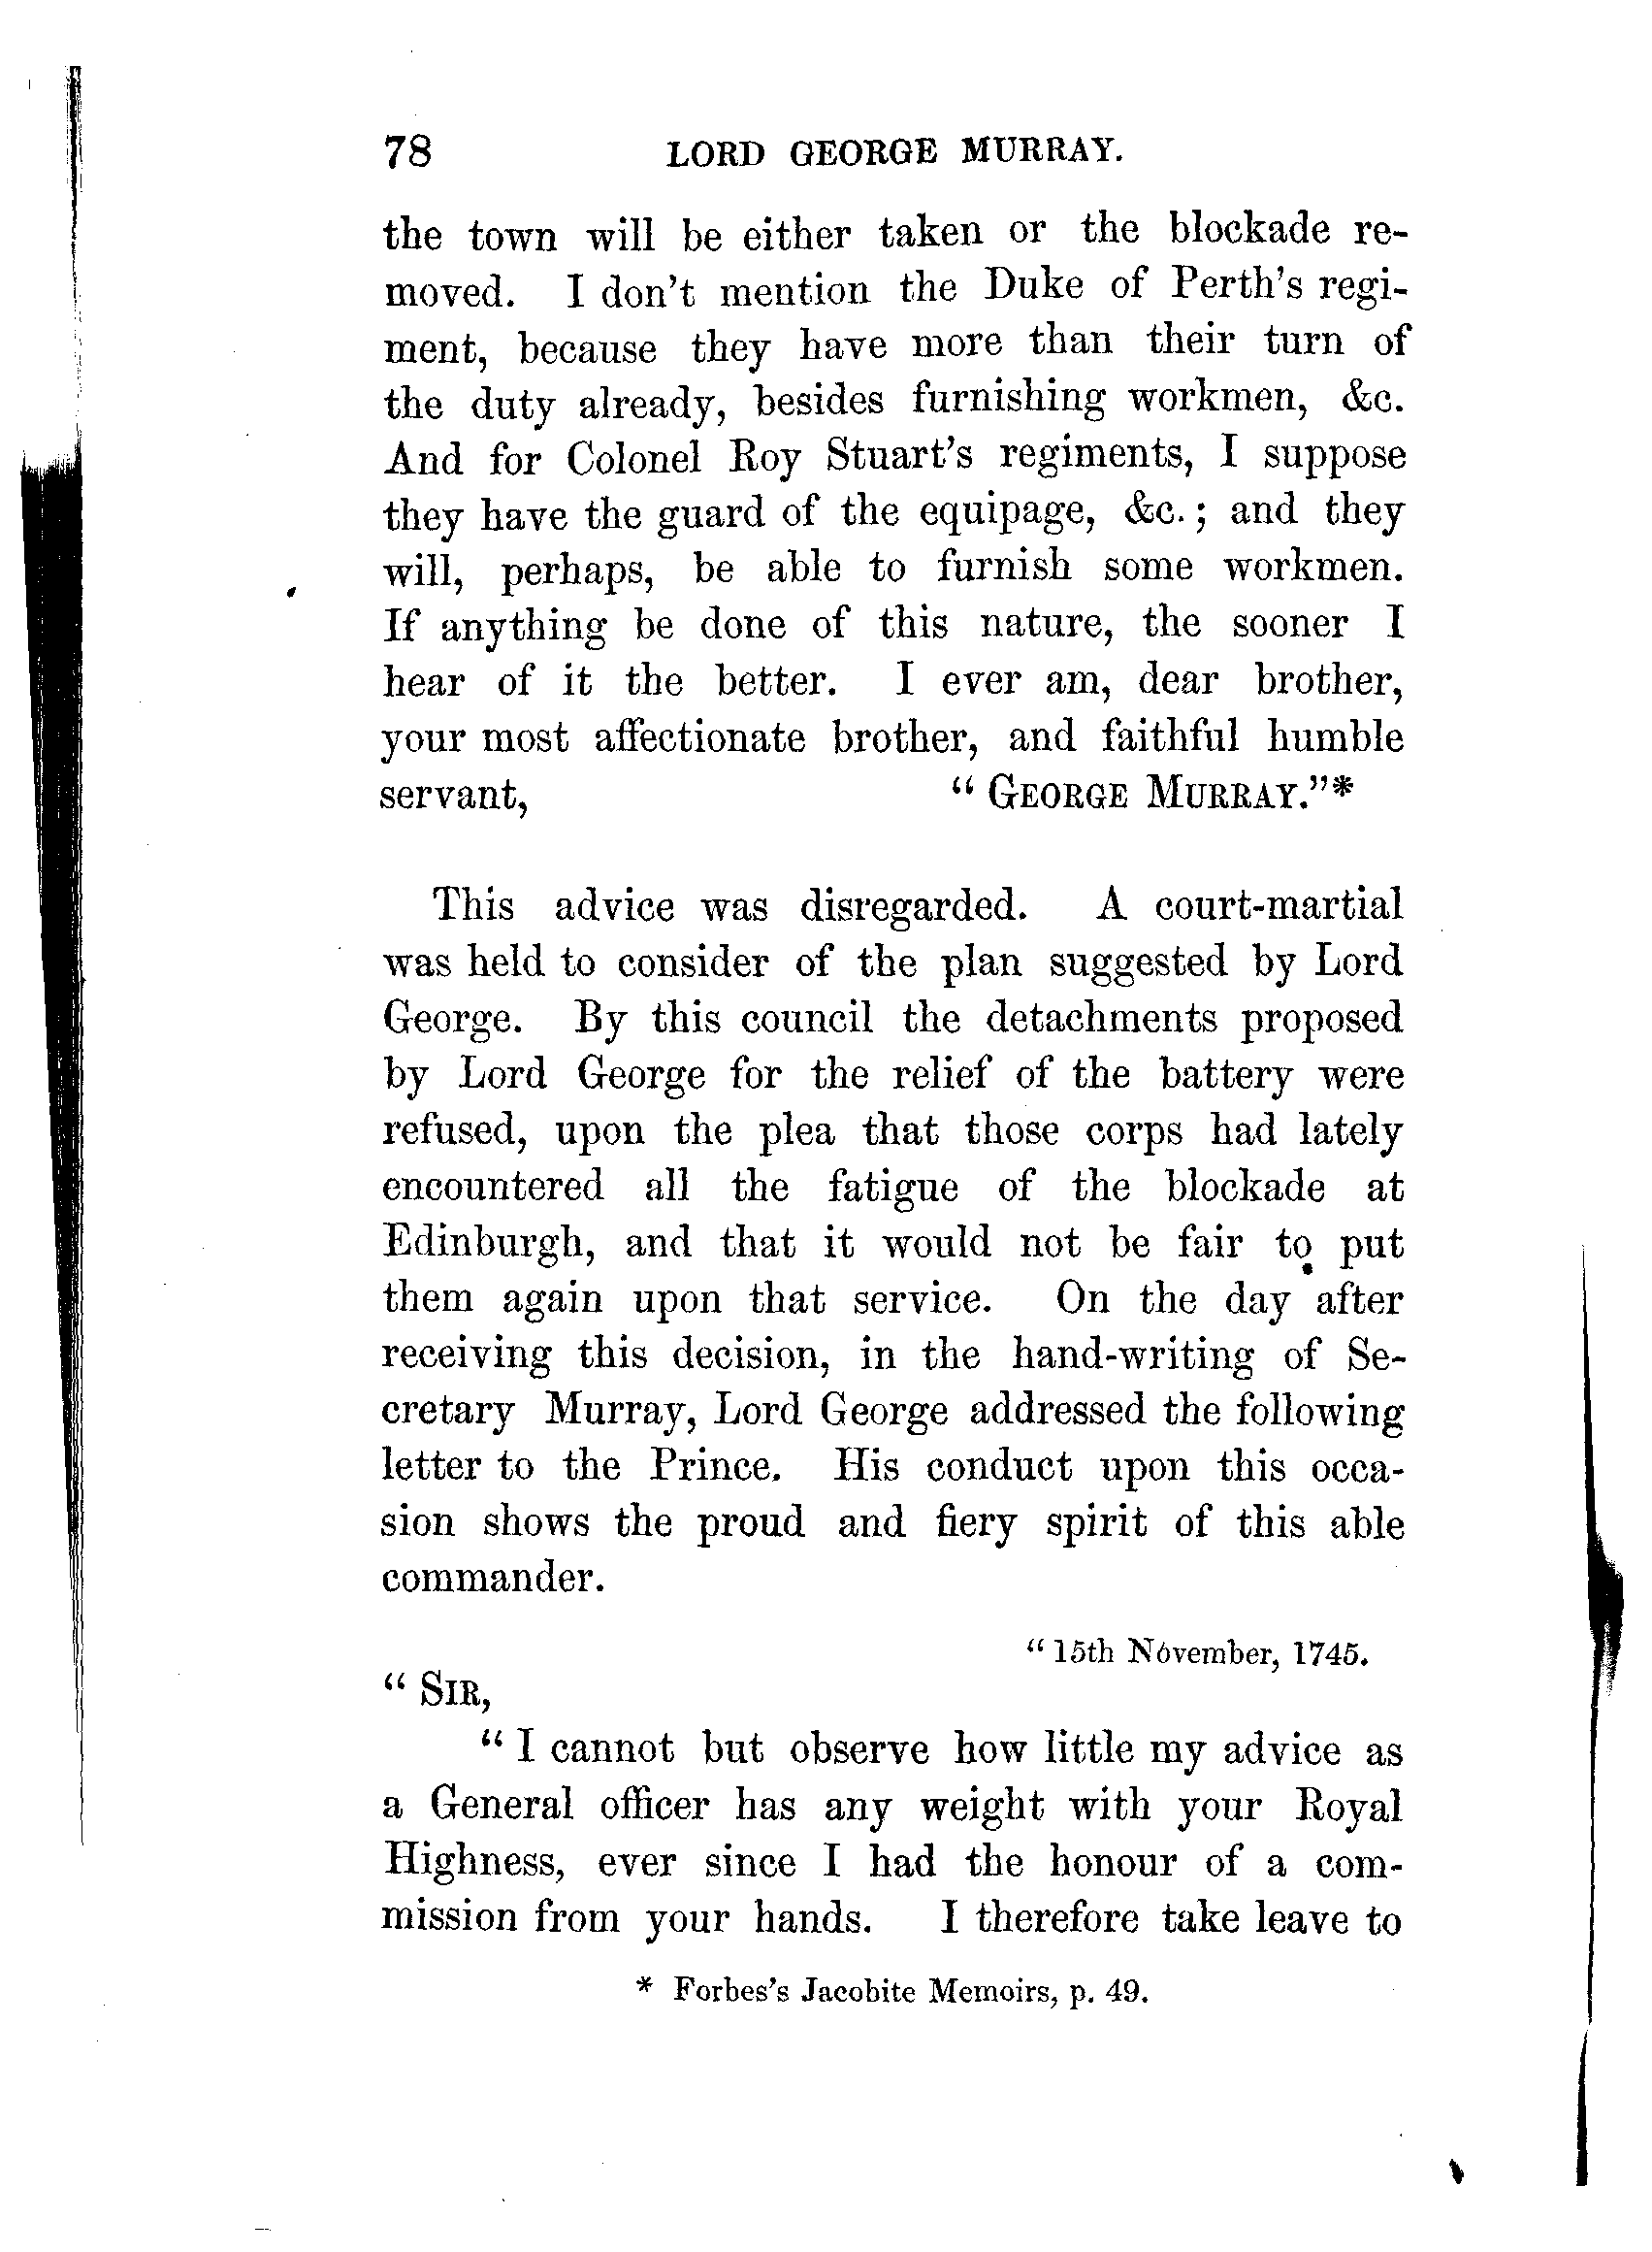 78 LORD GEORGE MURRAY.
the town will be either taken or the blockade re-
moved. I don't mention the Duke of Perth's regi-
ment, because they have more than their turn of
the duty already, besides furnishing workmen, &c.
And for Colonel Roy Stuart's regiments, I suppose
they have the guard of the equipage, &c.; and they
will, perhaps, be able to furnish some workmen.
If anything be done of this nature, the sooner I
hear of it the better. I ever am, dear brother,
your most affectionate brother, and faithful humble
servant, "GEORGE MURRAY."*
This advice was disregarded. A court-martial
was held to consider of the plan suggested by Lord
George. By this council the detachments proposed
by Lord George for the relief of the battery were
refused, upon the plea that those corps had lately
encountered all the fatigue of the blockade at
Edinburgh, and that it would not be fair to put
them again upon that service. On the day after
receiving this decision, in the hand-writing of Se-
cretary Murray, Lord George addressed the following
letter to the Prince. His conduct upon this occa-
sion shows the proud and fiery spirit of this able
commander.
"15th November, 1745.
"SIR,
"I cannot but observe how little my advice as
a General officer has any weight with your Royal
Highness, ever since I had the honour of a com-
mission from your hands. I therefore take leave to
* Forbes's Jacobite Memoirs, p. 49.